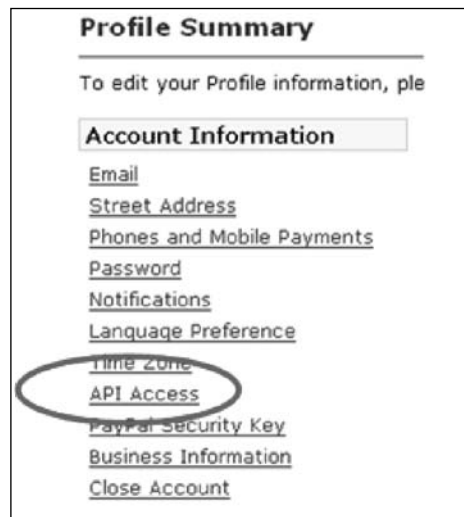 Profile Summary
To edit your Profile information, ple
Account Information
Email
Street Address
Phones and Mobile Payments
Password
Notifications
Language Preference
Time Zone
API Access
PayPal Security Key
Business Information
Close Account